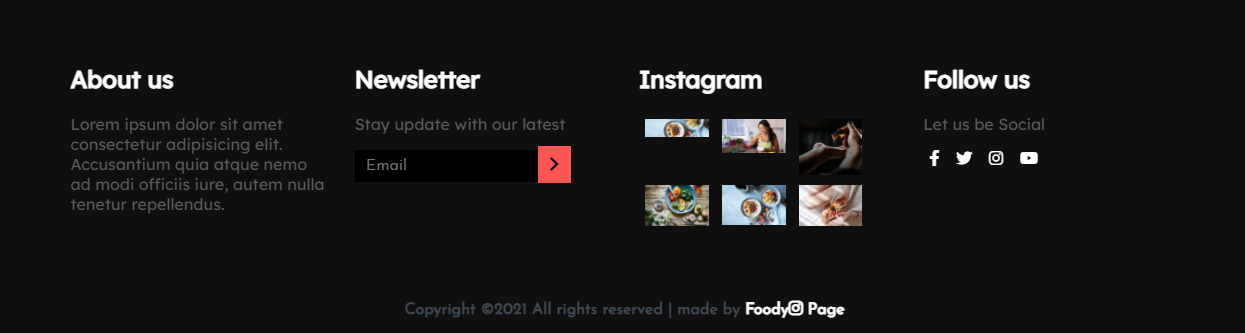 About us
Lorem ipsum dolor sit amet
consectetur adipisicing elit.
Accusantium quia atque nemo
ad modi officiis iure, autem nulla
tenetur repellendus.
Newsletter
Stay update with our latest
Email
Instagram
Follow us
Let us be Social
Copyright ©2021 All rights reserved | made by Foody Page